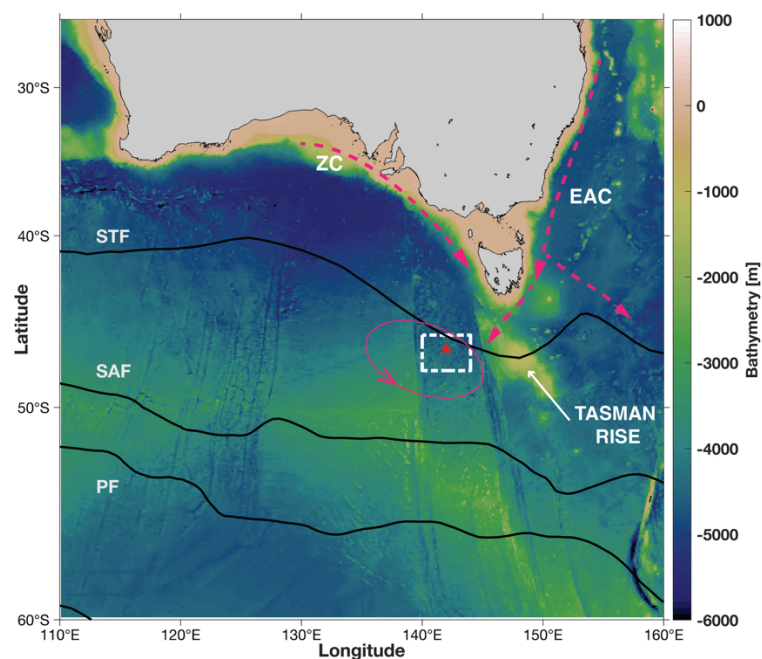 1000
0
-1000
-2000
-3000
-4000
-5000
-6000
Bathymetry [m]
30°S
40°S
50°S
60°S
Latitude
ZC
EAC
STF
SAF
TASMAN
RISE
PF
110°E
120°E
130°E
140°E
150°E
160°E
Longitude